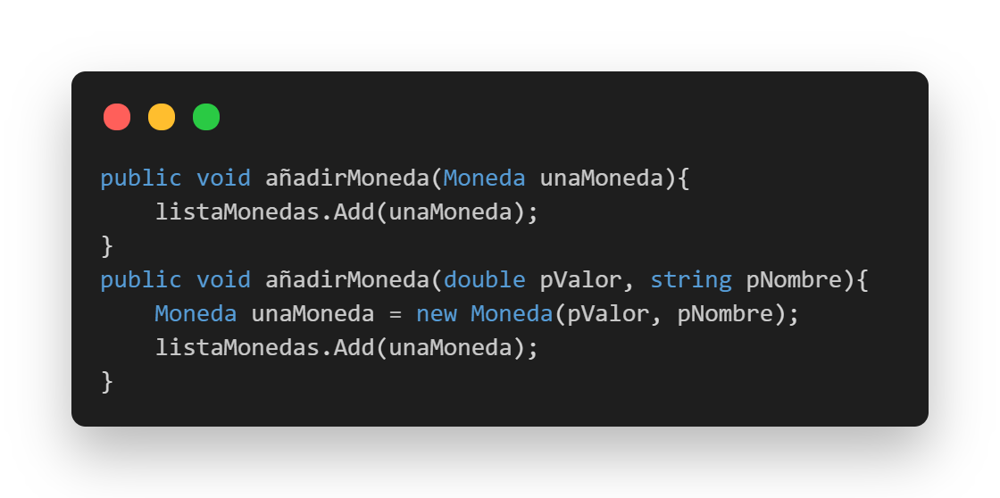 public void añadirMoneda(Moneda unaMoneda){
    listaMonedas.Add(unaMoneda);
}
public void añadirMoneda(double pValor, string pNombre){
    Moneda unaMoneda = new Moneda(pValor, pNombre);
    listaMonedas.Add(unaMoneda);
}